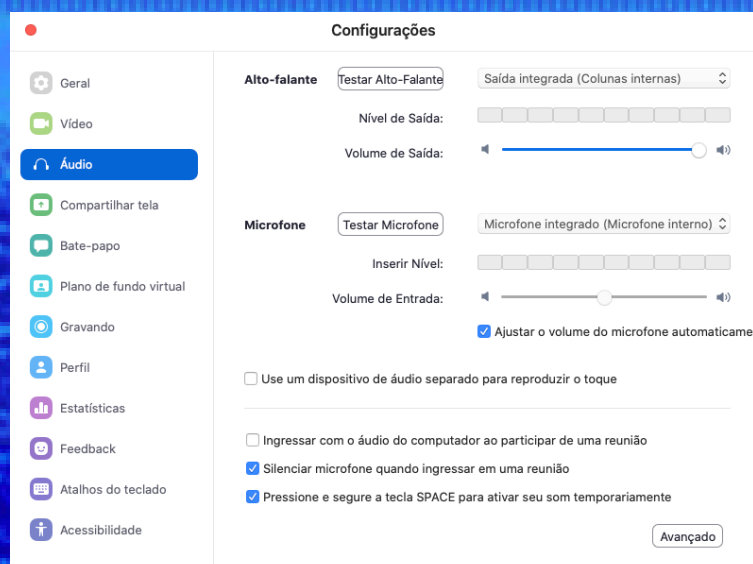 Configurações
Geral
Vídeo
Áudio
Compartilhar tela
Bate-papo
Plano de fundo virtual
Gravando
Perfil
Estatísticas
Feedback
Atalhos do teclado
Acessibilidade
Alto-falante Testar Alto-Falante Saída integrada (Colunas internas)
Nível de Saída:
Volume de Saída:
Microfone Testar Microfone Microfone integrado (Microfone interno)
Inserir Nível:
Volume de Entrada:
Ajustar o volume do microfone automaticame
Use um dispositivo de áudio separado para reproduzir o toque
Ingressar com o áudio do computador ao participar de uma reunião
Silenciar microfone quando ingressar em uma reunião
Pressione e segure a tecla SPACE para ativar seu som temporariamente
Avançado